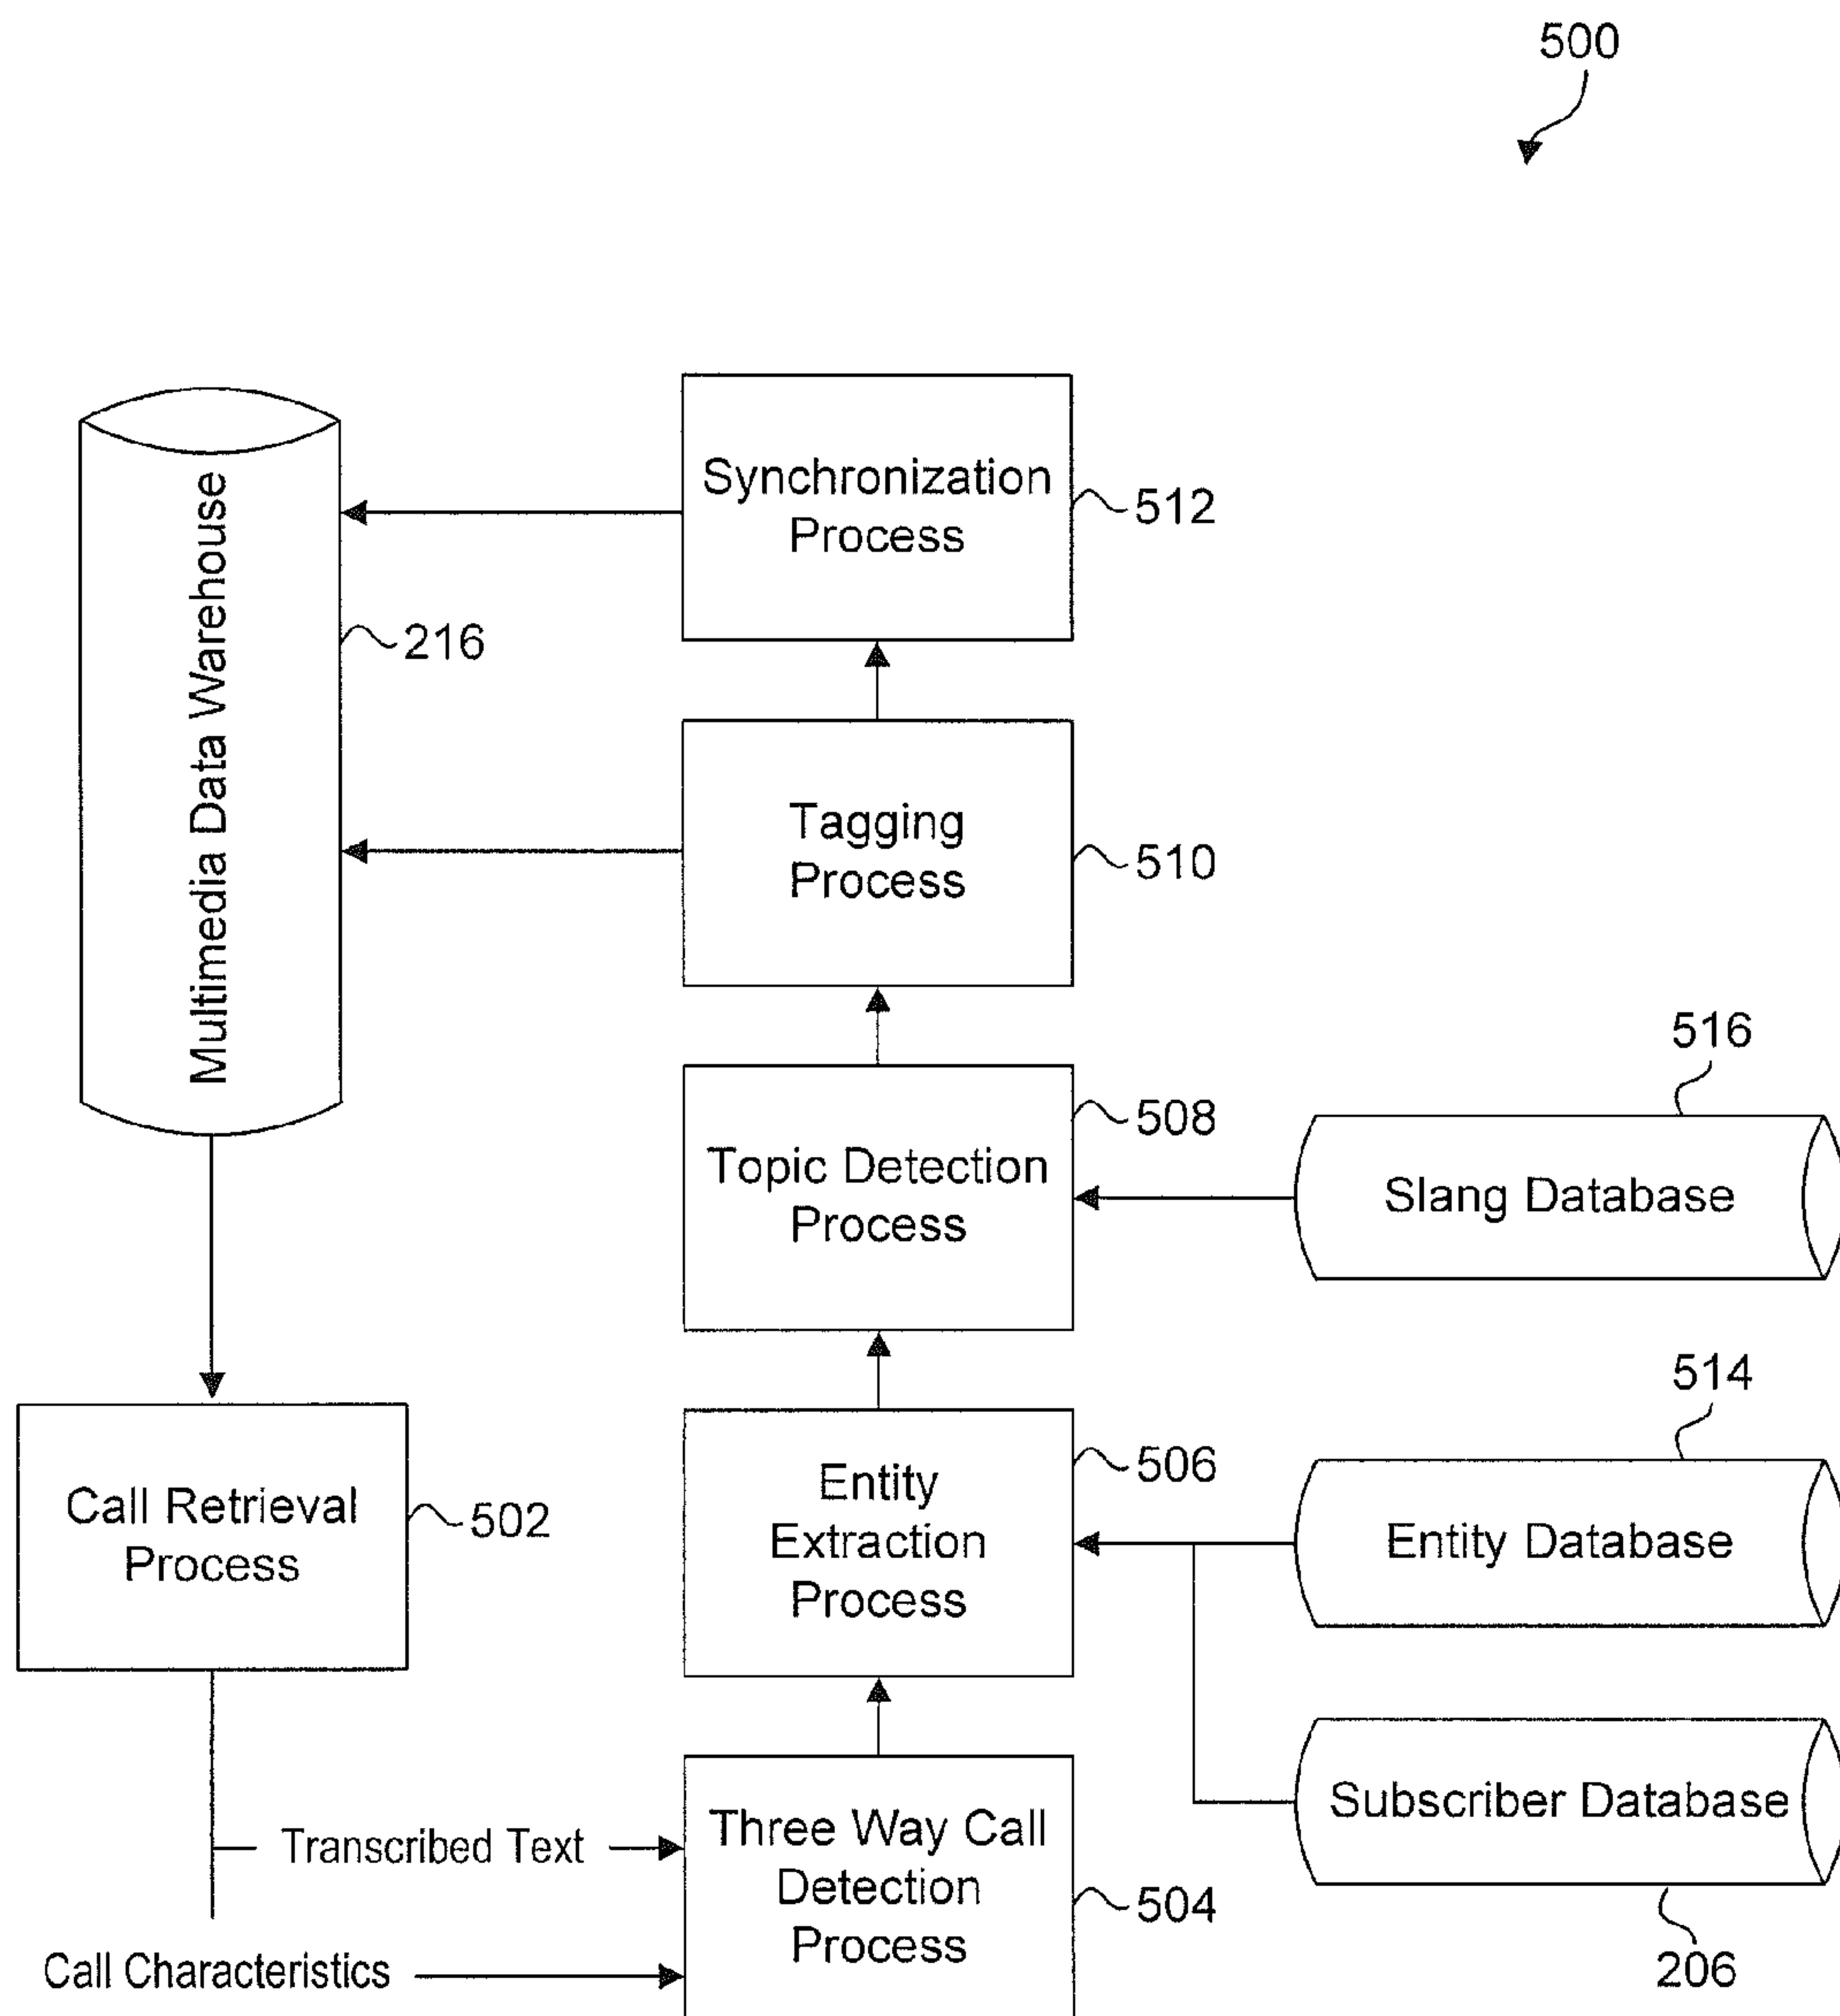 500
Synchronization
Process
512
Multimedia Data Warehouse
216
Tagging
Process
510
516
508
Topic Detection
Process
Slang Database
514
506
Entity
Extraction
Process
Entity Database
Call Retrieval
Process
502
Subscriber Database
206
Transcribed Text
Three Way Call
Detection
Process
504
Call Characteristics